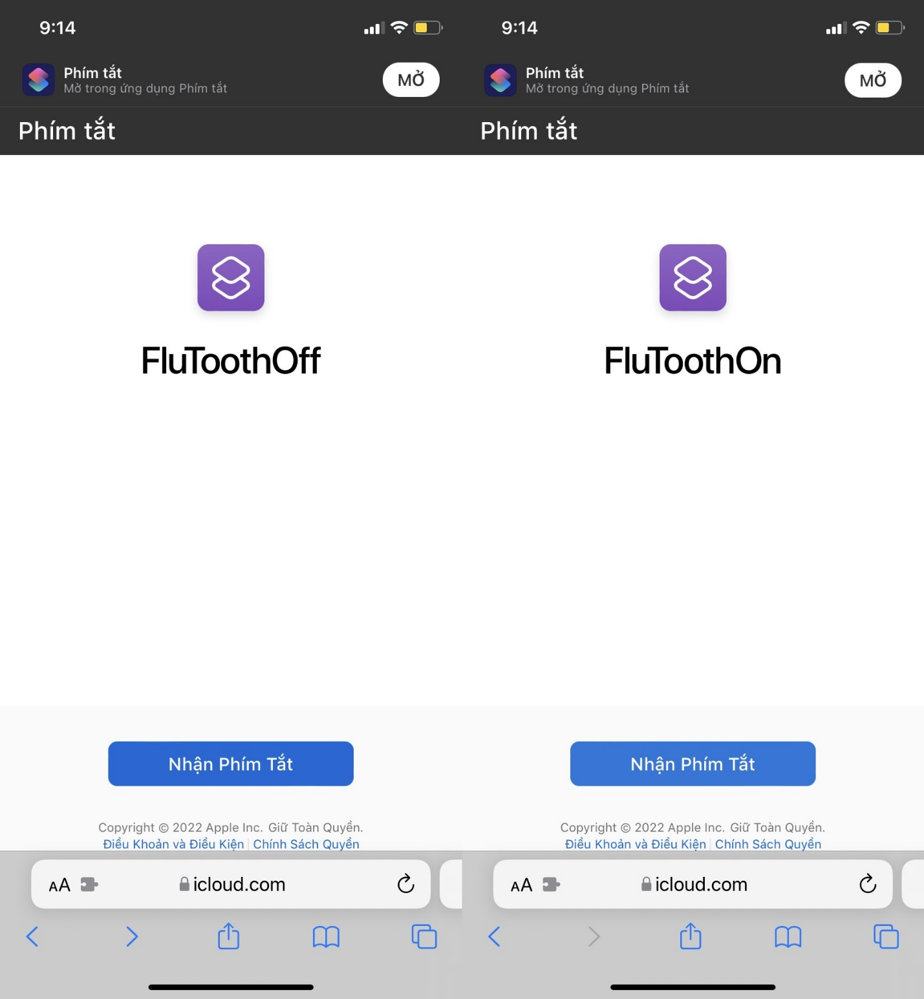 9:14
Phím tắt
Mở trong ứng dụng Phím tắt
MỞ
Phím tắt
FluToothOff
Nhận Phím Tắt
Copyright © 2022 Apple Inc. Giữ Toàn Quyền.
Điều Khoản và Điều Kiện | Chính Sách Quyền
AA
icloud.com
9:14
Phím tắt
Mở trong ứng dụng Phím tắt
MỞ
Phím tắt
FluToothOn
Nhận Phím Tắt
Copyright © 2022 Apple Inc. Giữ Toàn Quyền.
Điều Khoản và Điều Kiện | Chính Sách Quyền
AA
icloud.com